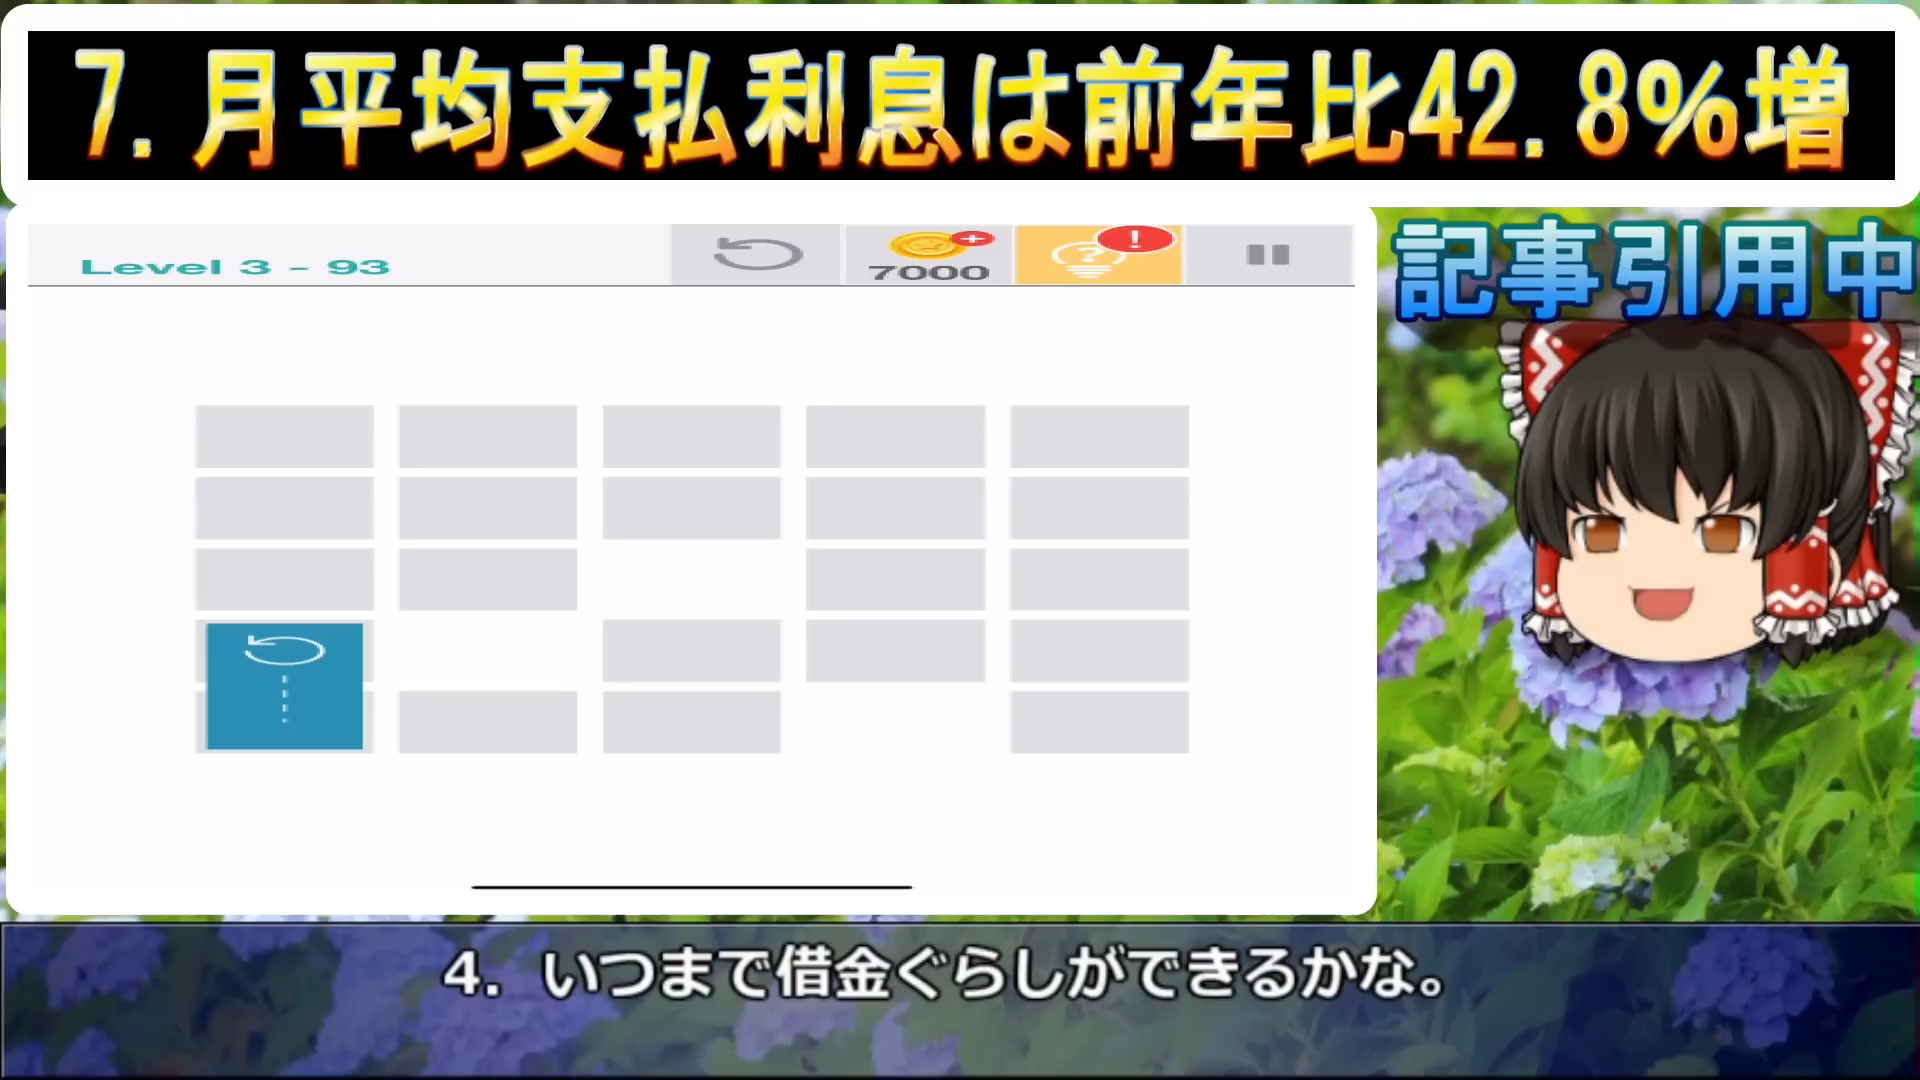 7.月平均支払利息は前年比42.8%増
Level 3 - 93
7000
記事引用中
4. いつまで借金ぐらしができるかな。